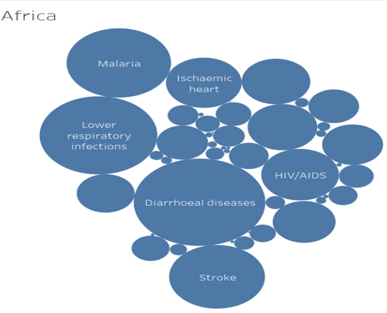 Africa
Malaria
Ischaemic
heart
Lower
respiratory
infections
HIV/AIDS
Diarrhoeal diseases
Stroke